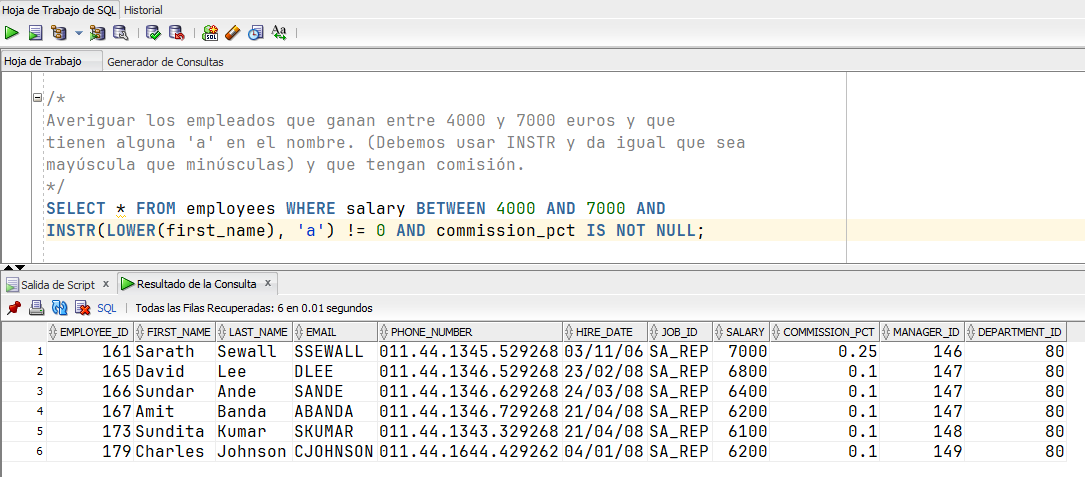 Hoja de Trabajo de SQL Historial
Aa
Hoja de Trabajo Generador de Consultas
/*
Averiguar los empleados que ganan entre 4000 y 7000 euros y que
tienen alguna 'a' en el nombre. (Debemos usar INSTR y da igual que sea
mayúscula que minúsculas) y que tengan comisión.
*/
SELECT * FROM employees WHERE salary BETWEEN 4000 AND 7000 AND
INSTR(LOWER(first_name), 'a') != 0 AND commission_pct IS NOT NULL;
Salida de Script x Resultado de la Consulta x
SQL | Todas las Filas Recuperadas: 6 en 0.01 segundos
EMPLOYEE_ID FIRST_NAME LAST_NAME EMAIL PHONE_NUMBER HIRE_DATE JOB_ID SALARY COMMISSION_PCT MANAGER_ID DEPARTMENT_ID
1 161 Sarath Sewall SSEWALL 011.44.1345.529268 03/11/06 SA_REP 7000 0.25 146 80
2 165 David Lee DLEE 011.44.1346.529268 23/02/08 SA_REP 6800 0.1 147 80
3 166 Sundar Ande SANDE 011.44.1346.629268 24/03/08 SA_REP 6400 0.1 147 80
4 167 Amit Banda ABANDA 011.44.1346.729268 21/04/08 SA_REP 6200 0.1 147 80
5 173 Sundita Kumar SKUMAR 011.44.1343.329268 21/04/08 SA_REP 6100 0.1 148 80
6 179 Charles Johnson CJOHNSON 011.44.1644.429262 04/01/08 SA_REP 6200 0.1 149 80